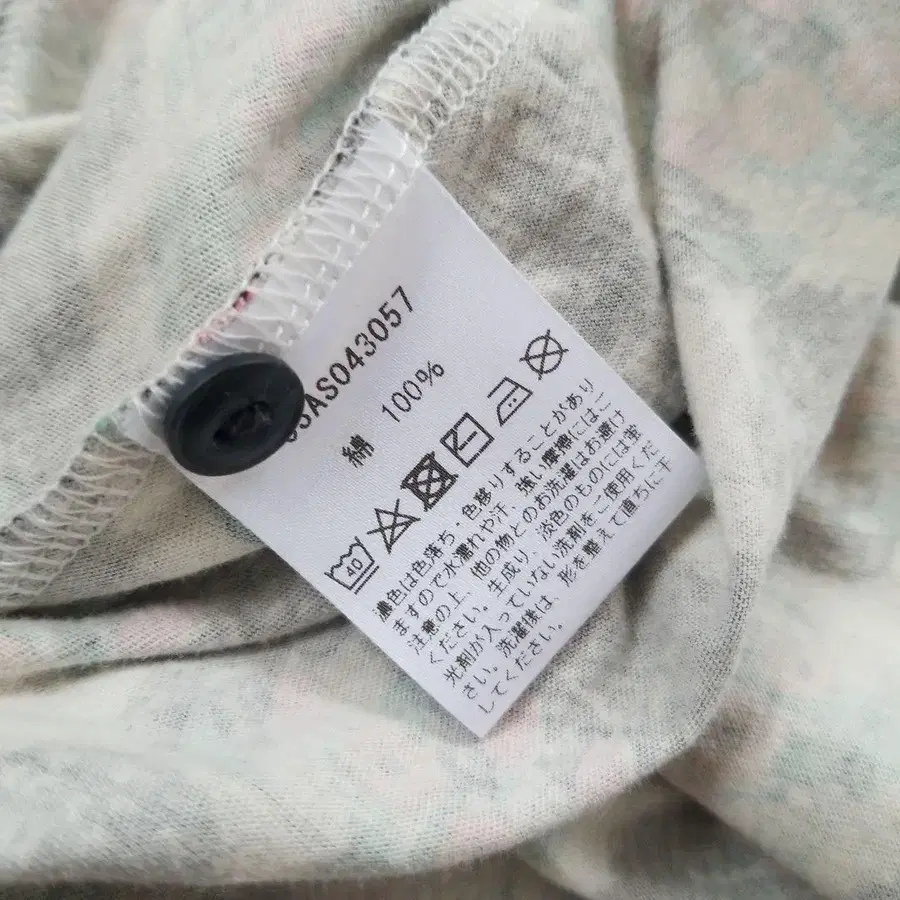 SAS043057
綿 100%
40
濃色は色落ち・色移りすることがあり
ますので水濡れや汗、強い摩擦にはご
注意の上、他の物とのお洗濯はお避け
ください。生成り、淡色のものには蛍
光剤が入っていない洗剤をご使用くだ
さい。洗濯後は、形を整えて直ちに干
してください。